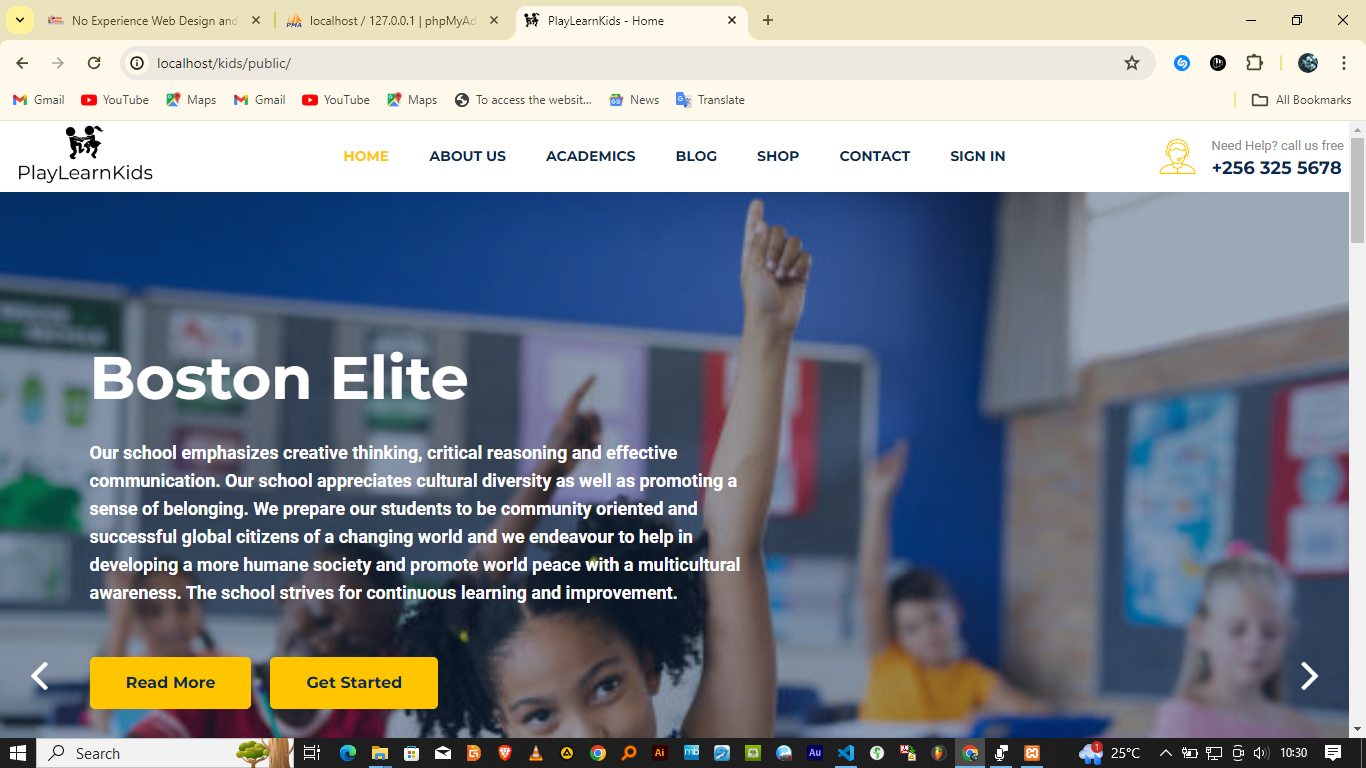 No Experience Web Design and
PMA
localhost / 127.0.0.1 | phpMyAd
PlayLearnKids - Home
localhost/kids/public/
Gmail
YouTube
Maps
Gmail
YouTube
Maps
To access the websit...
News
Translate
All Bookmarks
PlayLearnKids
HOME
ABOUT US
ACADEMICS
BLOG
SHOP
CONTACT
SIGN IN
Need Help? call us free
+256 325 5678
Boston Elite
Our school emphasizes creative thinking, critical reasoning and effective
communication. Our school appreciates cultural diversity as well as promoting a
sense of belonging. We prepare our students to be community oriented and
successful global citizens of a changing world and we endeavour to help in
developing a more humane society and promote world peace with a multicultural
awareness. The school strives for continuous learning and improvement.
Read More
Get Started
Search
Ai
mb
Au
1
25°C
10:30